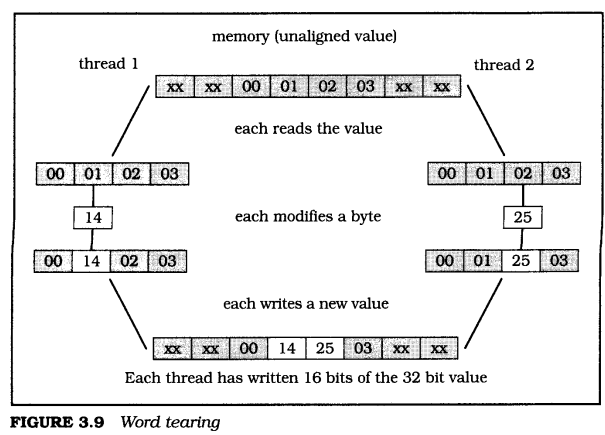 memory (unaligned value)
thread 1 thread 2
xx xx 00 01 02 03 xx xx
each reads the value
00 01 02 03 00 01 02 03
14 each modifies a byte 25
00 14 02 03 00 01 25 03
each writes a new value
xx xx 00 14 25 03 xx xx
Each thread has written 16 bits of the 32 bit value
FIGURE 3.9 Word tearing